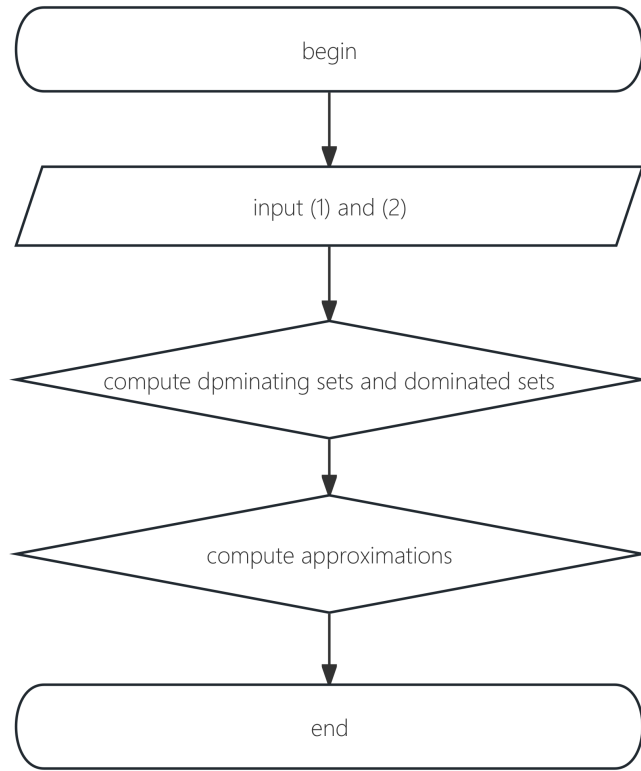 begin
input (1) and (2)
compute dpminating sets and dominated sets
compute approximations
end